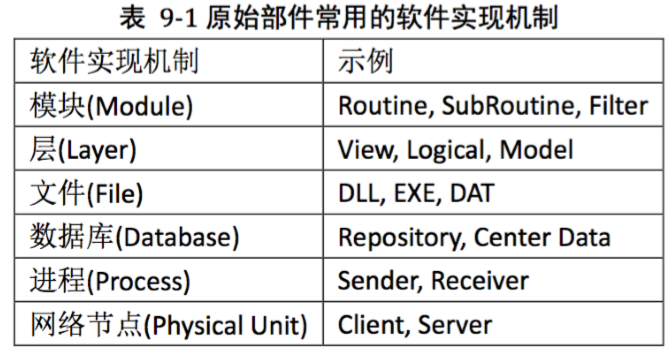 表 9-1 原始部件常用的软件实现机制
软件实现机制 示例
模块(Module) Routine, SubRoutine, Filter
层(Layer) View, Logical, Model
文件(File) DLL, EXE, DAT
数据库(Database) Repository, Center Data
进程(Process) Sender, Receiver
网络节点(Physical Unit) Client, Server